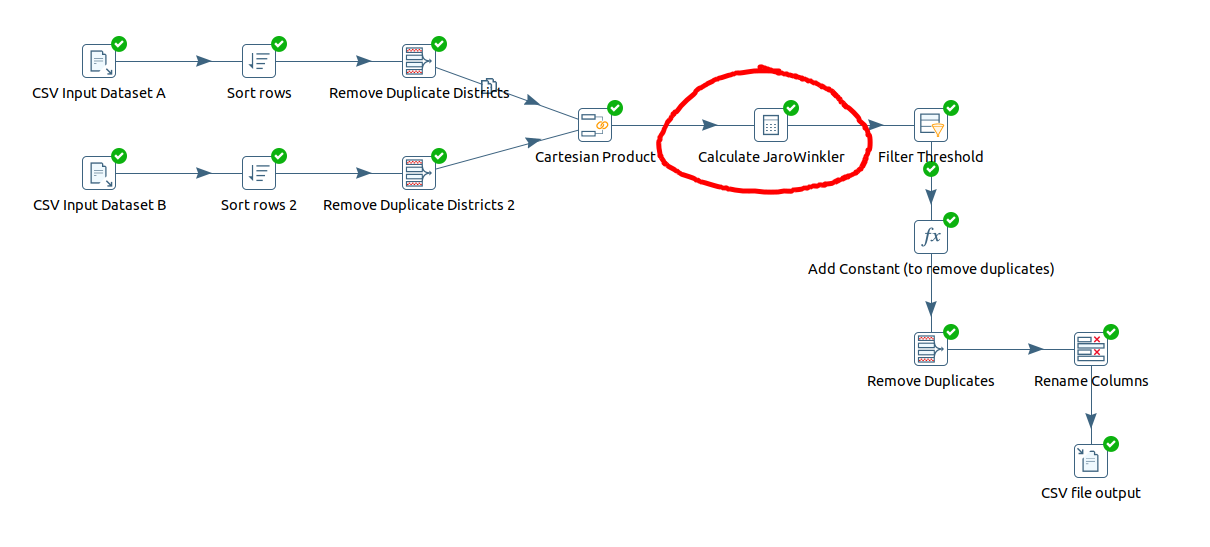 CSV Input Dataset A
Sort rows
Remove Duplicate Districts
Cartesian Product
Calculate JaroWinkler
Filter Threshold
CSV Input Dataset B
Sort rows 2
Remove Duplicate Districts 2
fx
Add Constant (to remove duplicates)
Remove Duplicates
Rename Columns
CSV file output